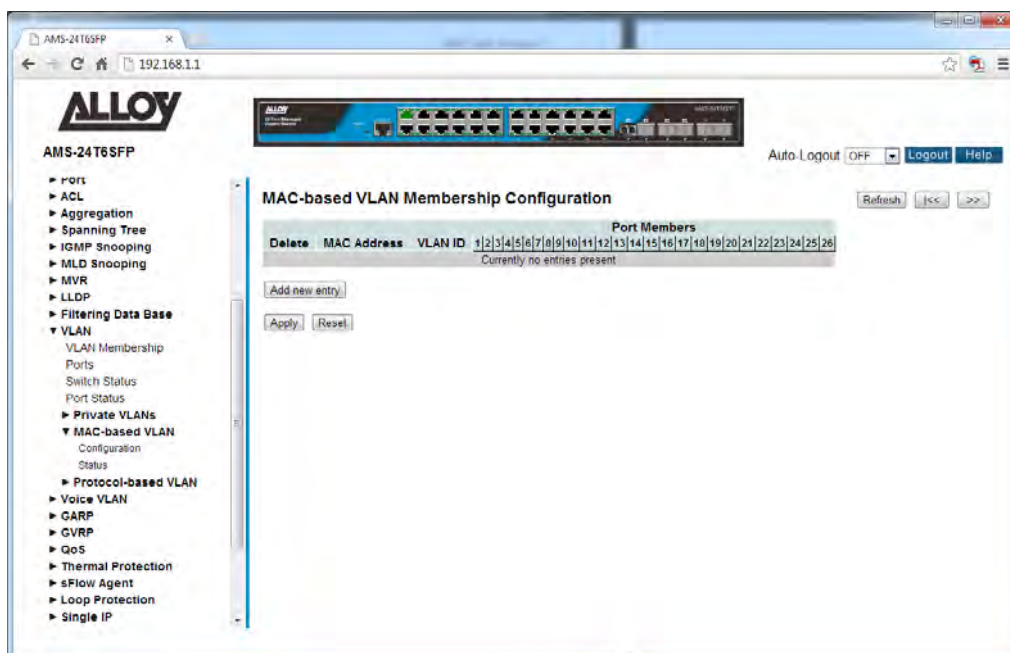 AMS-24T6SFP
192.168.1.1
ALLOY
ALLOY
AMS-24T6SFP
Auto-Logout OFF Logout Help
Port
ACL
Aggregation
Spanning Tree
IGMP Snooping
MLD Snooping
MVR
LLDP
Filtering Data Base
VLAN
VLAN Membership
Ports
Switch Status
Port Status
Private VLANs
MAC-based VLAN
Configuration
Status
Protocol-based VLAN
Voice VLAN
GARP
GVRP
QoS
Thermal Protection
sFlow Agent
Loop Protection
Single IP
MAC-based VLAN Membership Configuration
Refresh |<< >>
Port Members
Delete MAC Address VLAN ID 1 2 3 4 5 6 7 8 9 10 11 12 13 14 15 16 17 18 19 20 21 22 23 24 25 26
Currently no entries present
Add new entry
Apply Reset